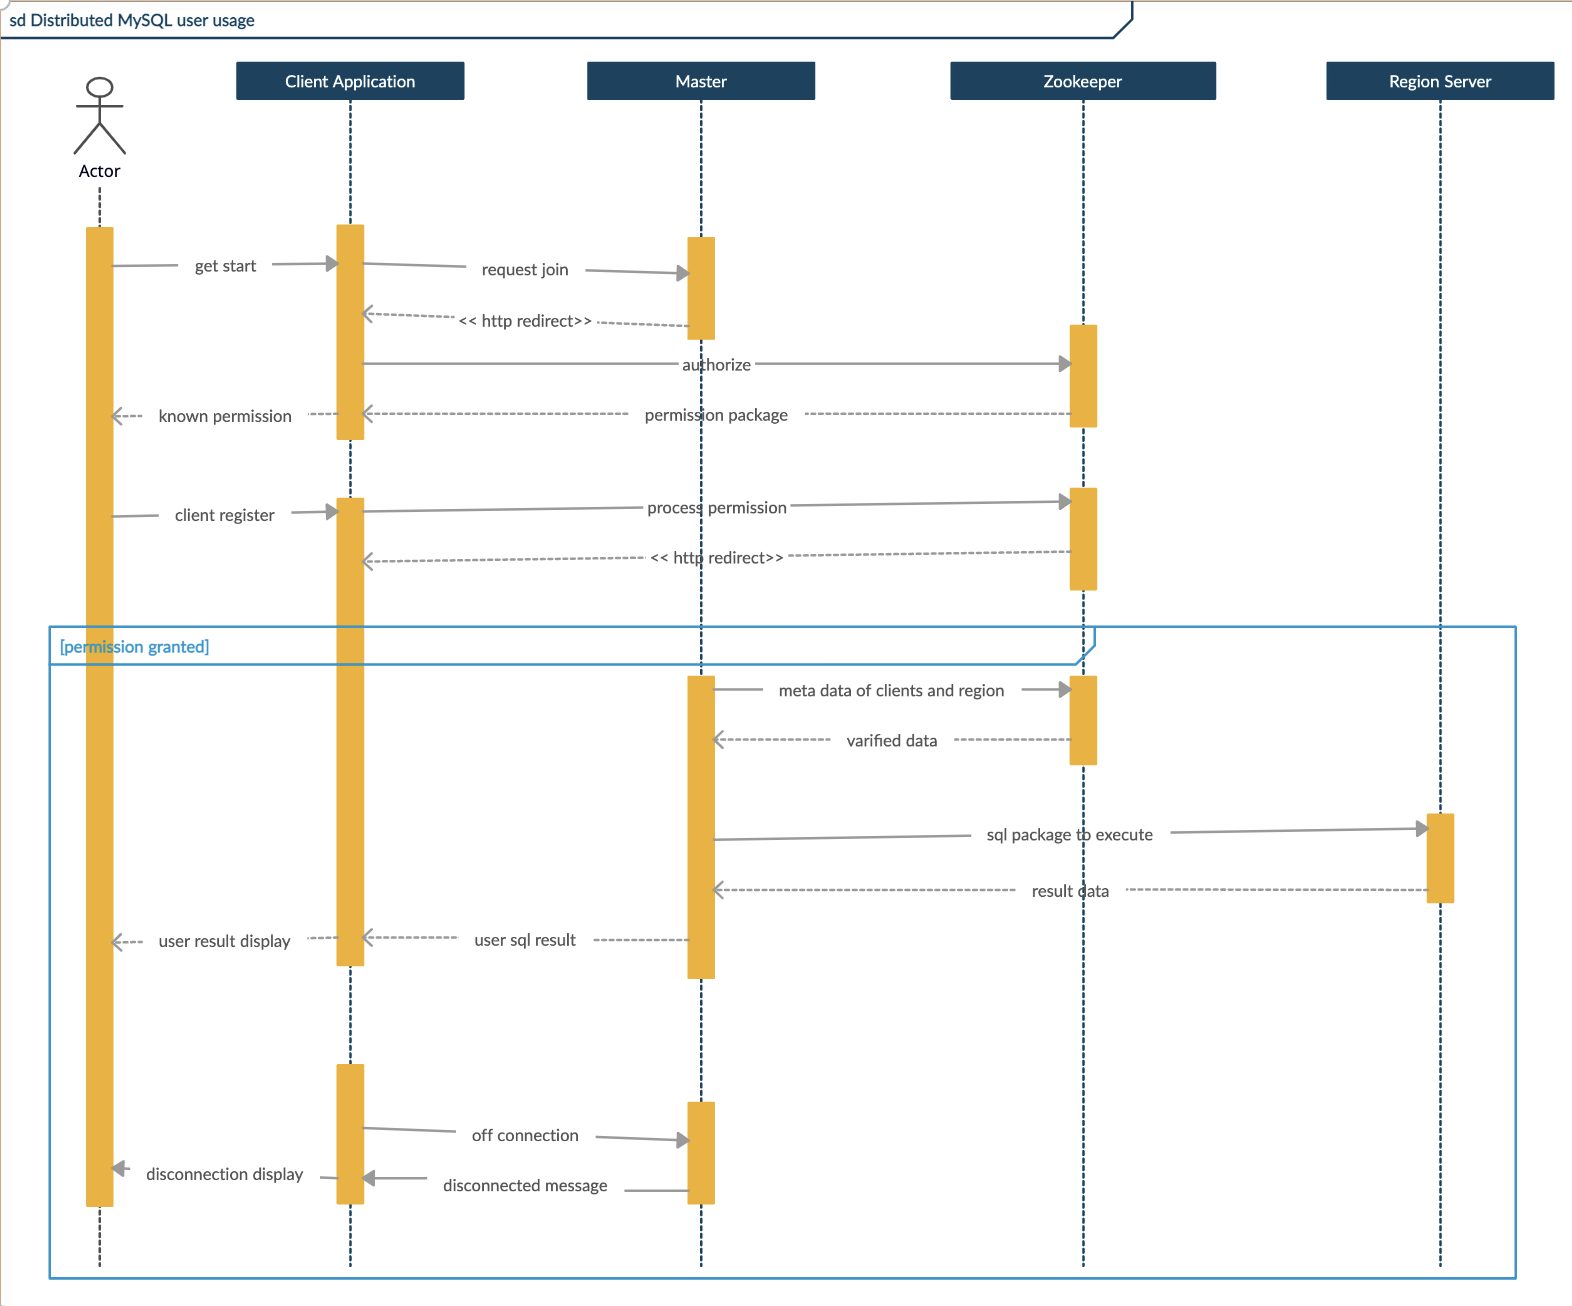 sd Distributed MySQL user usage
Client Application
Master
Zookeeper
Region Server
Actor
get start
request join
<< http redirect>>
authorize
known permission
permission package
client register
process permission
<< http redirect>>
[permission granted]
meta data of clients and region
varified data
sql package to execute
result data
user result display
user sql result
off connection
disconnection display
disconnected message